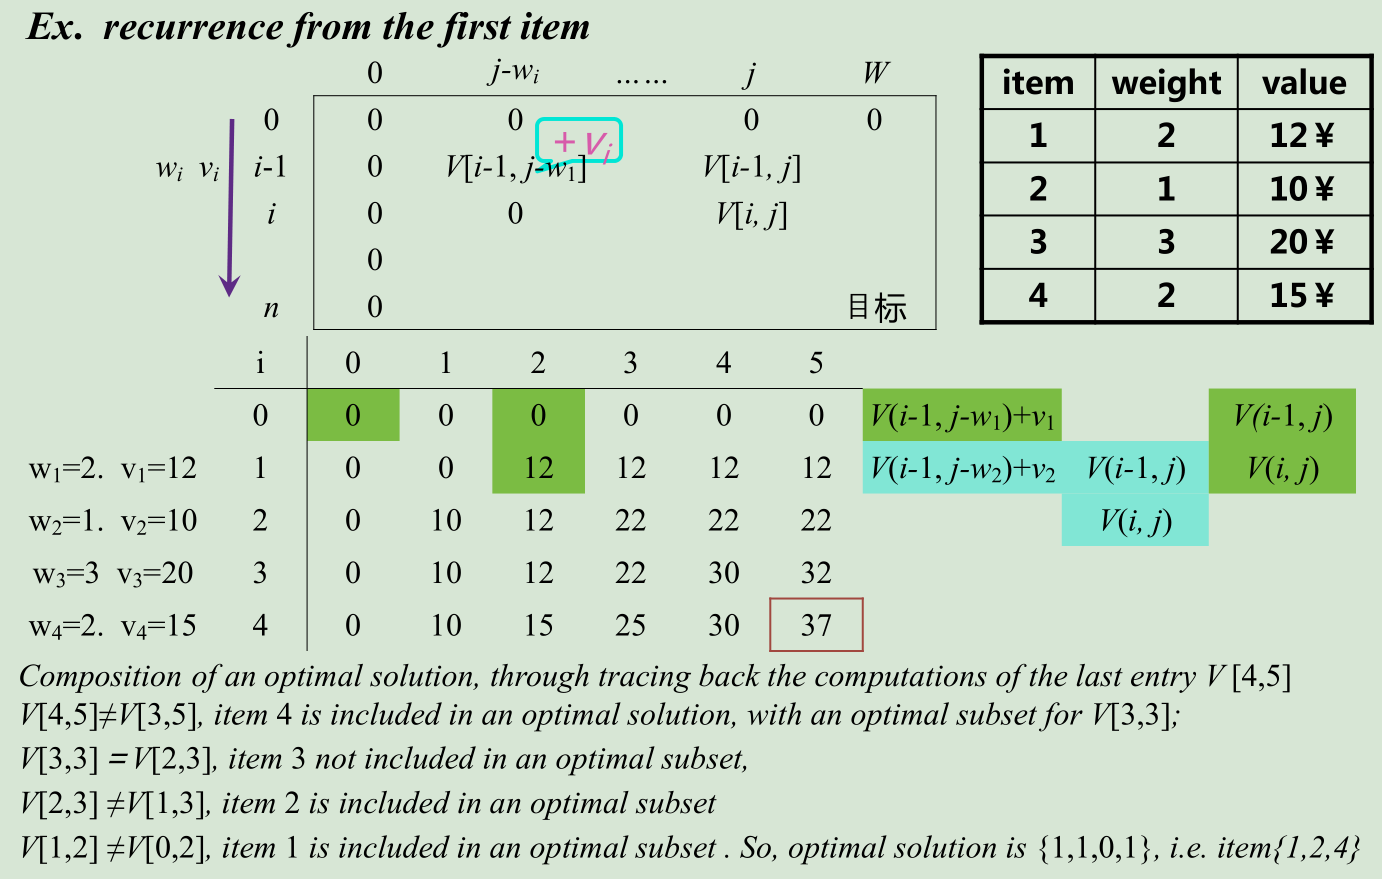 Ex. recurrence from the first item
0 j-wi …… j W
0 0 0 0 0
+vi
wi vi i-1 0 V[i-1, j-w1] V[i-1, j]
i 0 0 V[i, j]
0
n 0 目标
item weight value
1 2 12¥
2 1 10¥
3 3 20¥
4 2 15¥
i 0 1 2 3 4 5
0 0 0 0 0 0 0 V(i-1, j-w1)+v1 V(i-1, j)
w1=2. v1=12 1 0 0 12 12 12 12 V(i-1, j-w2)+v2 V(i-1, j) V(i, j)
w2=1. v2=10 2 0 10 12 22 22 22 V(i, j)
w3=3 v3=20 3 0 10 12 22 30 32
w4=2. v4=15 4 0 10 15 25 30 37
Composition of an optimal solution, through tracing back the computations of the last entry V [4,5]
V[4,5]≠V[3,5], item 4 is included in an optimal solution, with an optimal subset for V[3,3];
V[3,3] =V[2,3], item 3 not included in an optimal subset,
V[2,3] ≠V[1,3], item 2 is included in an optimal subset
V[1,2] ≠V[0,2], item 1 is included in an optimal subset . So, optimal solution is {1,1,0,1}, i.e. item{1,2,4}